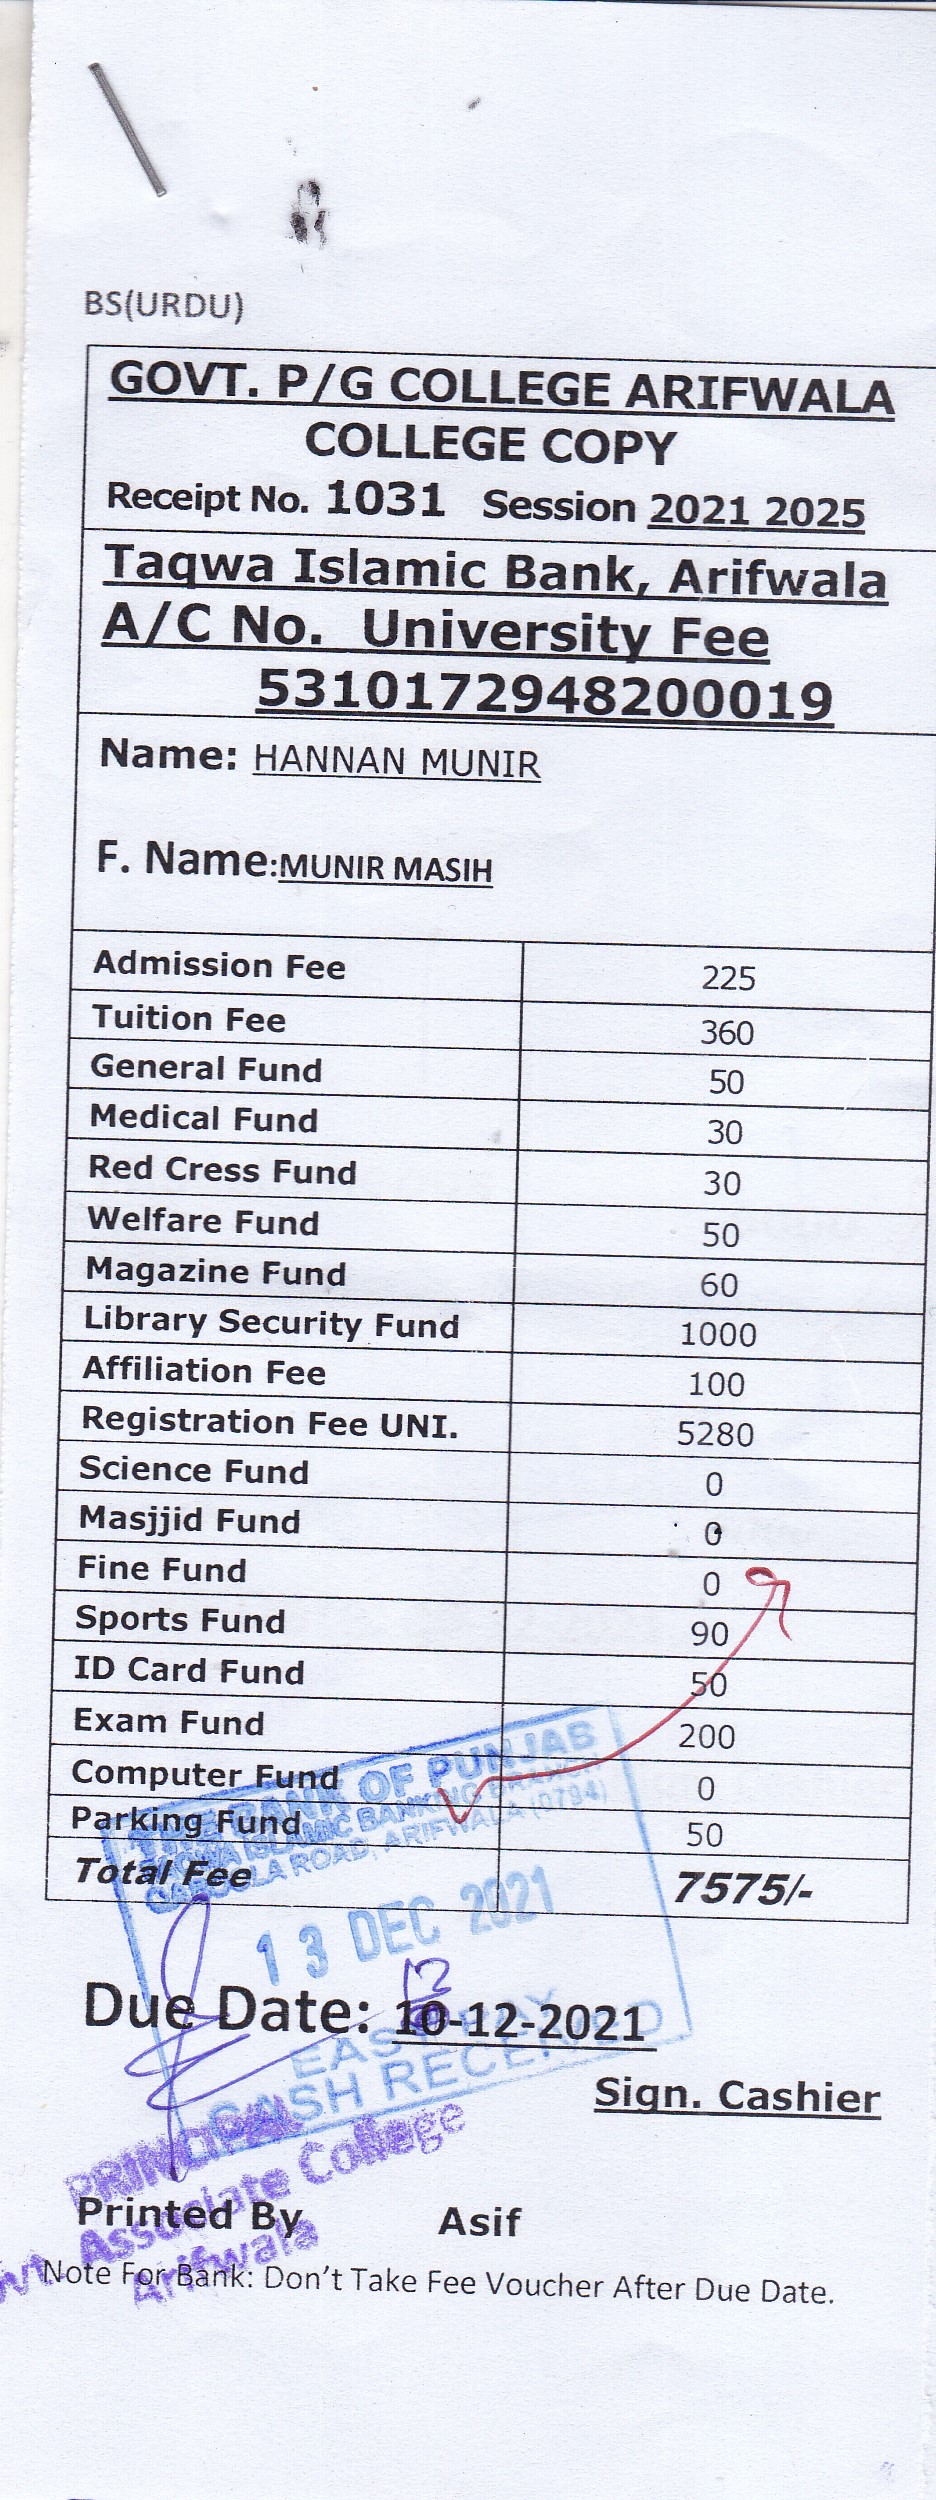 BS(URDU)
GOVT. P/G COLLEGE ARIFWALA
COLLEGE COPY
Receipt No. 1031 Session 2021 2025
Taqwa Islamic Bank, Arifwala
A/C No. University Fee
5310172948200019
Name: HANNAN MUNIR
F. Name:MUNIR MASIH
Admission Fee 225
Tuition Fee 360
General Fund 50
Medical Fund 30
Red Cress Fund 30
Welfare Fund 50
Magazine Fund 60
Library Security Fund 1000
Affiliation Fee 100
Registration Fee UNI. 5280
Science Fund 0
Masjjid Fund 0
Fine Fund 0
Sports Fund 90
ID Card Fund 50
Exam Fund 200
Computer Fund 0
Parking Fund 50
Total Fee 7575/-
THE BANK OF PUNJAB
TAQWA ISLAMIC BANKING BRANCH
QABOOLA ROAD, ARIFWALA (0794)
13 DEC 2021
13
Due Date: 10-12-2021
CASH RECEIVED
Sign. Cashier
PRINCIPAL
Associate College
Arifwala
Printed By Asif
Note For Bank: Don't Take Fee Voucher After Due Date.